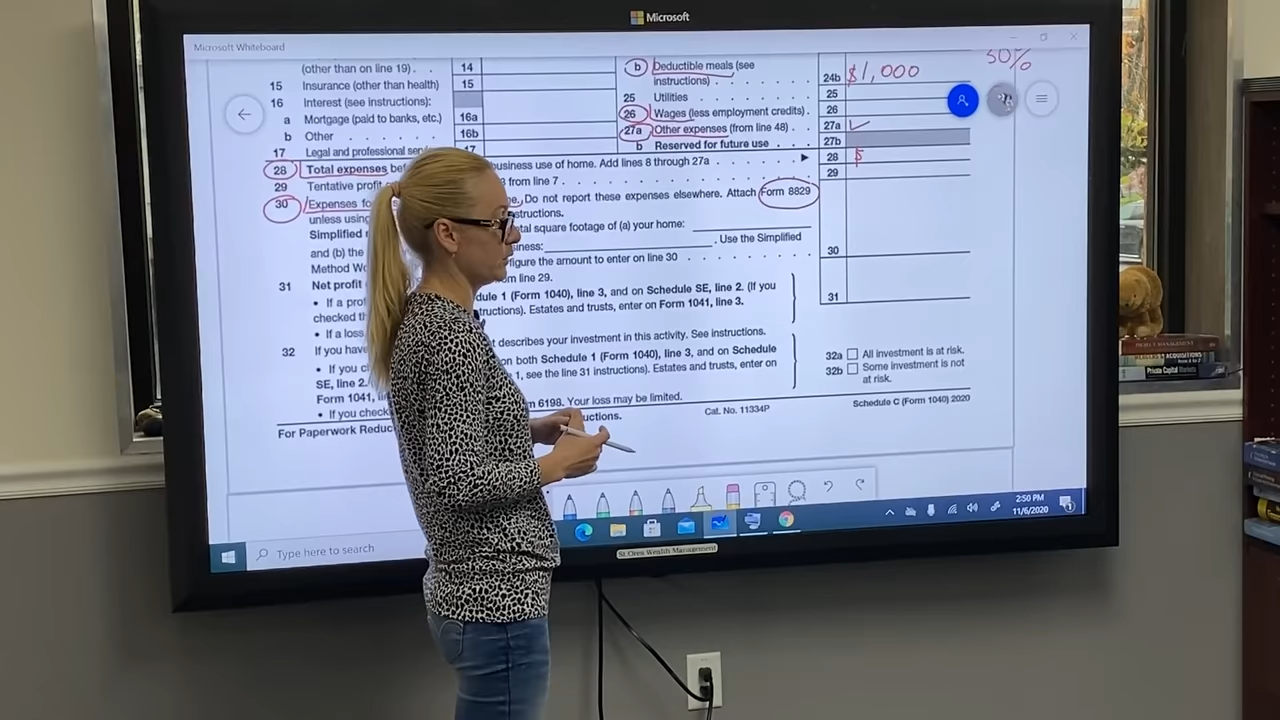 Microsoft
Microsoft Whiteboard
50%
(other than on line 19) . . 14
15 Insurance (other than health) 15
16 Interest (see instructions):
a Mortgage (paid to banks, etc.) 16a
b Other . . . . . . 16b
17 Legal and professional 17
b Deductible meals (see
instructions) . . . . . . . 24b $1,000
25 Utilities . . . . . . . . 25
26 Wages (less employment credits) . 26
27a Other expenses (from line 48) . . 27a
b Reserved for future use . . . 27b
28 Total expenses business use of home. Add lines 8 through 27a . . . . . . ▶ 28 $
29 Tentative profit from line 7 . . . . . . . . . . . . . . . . 29
30 Expenses Do not report these expenses elsewhere. Attach Form 8829
unless structions.
Simplified square footage of (a) your home:
and (b) the . Use the Simplified
Method figure the amount to enter on line 30 . . . . . . . . . 30
31 Net profit line 29.
• If a Schedule 1 (Form 1040), line 3, and on Schedule SE, line 2. (If you
checked Estates and trusts, enter on Form 1041, line 3. 31
• If a loss
32 If you have describes your investment in this activity. See instructions.
• If you on both Schedule 1 (Form 1040), line 3, and on Schedule 32a All investment is at risk.
SE, line 2. 1, see the line 31 instructions). Estates and trusts, enter on 32b Some investment is not
Form 1041, at risk.
• If you 6198. Your loss may be limited.
For Paperwork Cat. No. 11334P Schedule C (Form 1040) 2020
Type here to search
2:50 PM
11/6/2020
1
St.Ores Wealth Management
PROJECT MANAGEMENT
Private Capital Markets